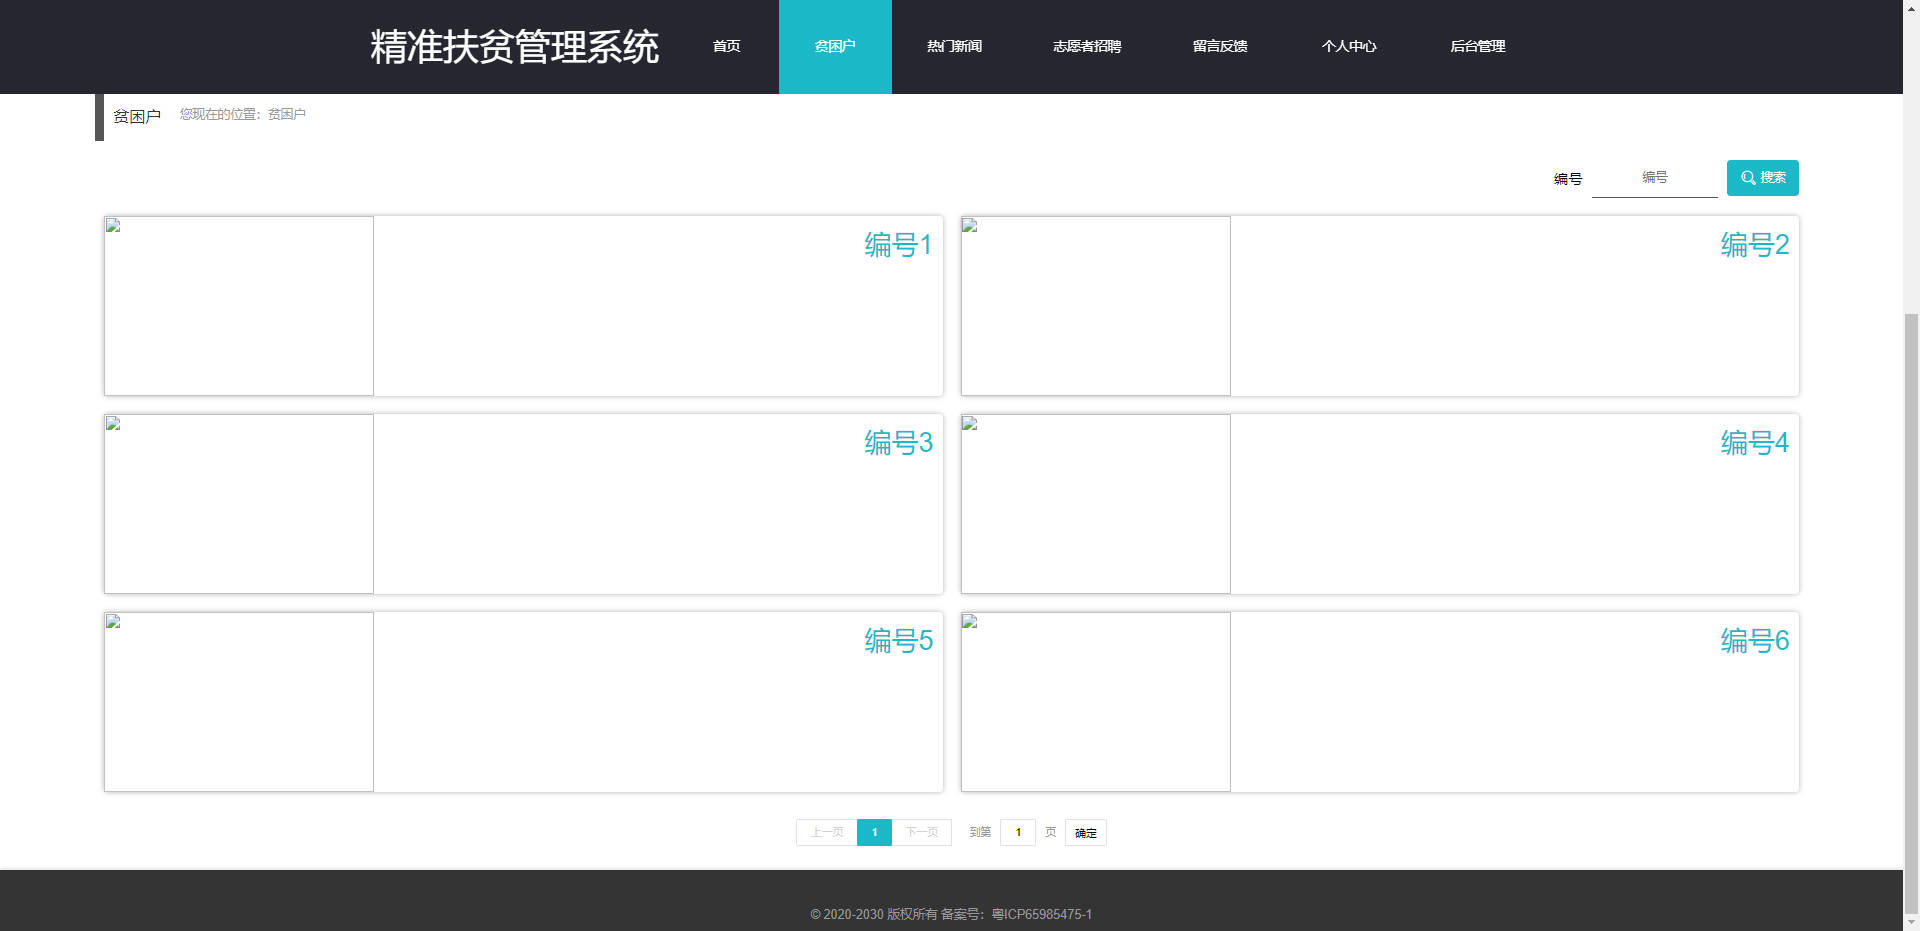 精准扶贫管理系统 首页 贫困户 热门新闻 志愿者招聘 留言反馈 个人中心 后台管理
贫困户 您现在的位置：贫困户
编号 编号 搜索
编号1 编号2
编号3 编号4
编号5 编号6
上一页 1 下一页 到第 1 页 确定
© 2020-2030 版权所有 备案号：粤ICP65985475-1